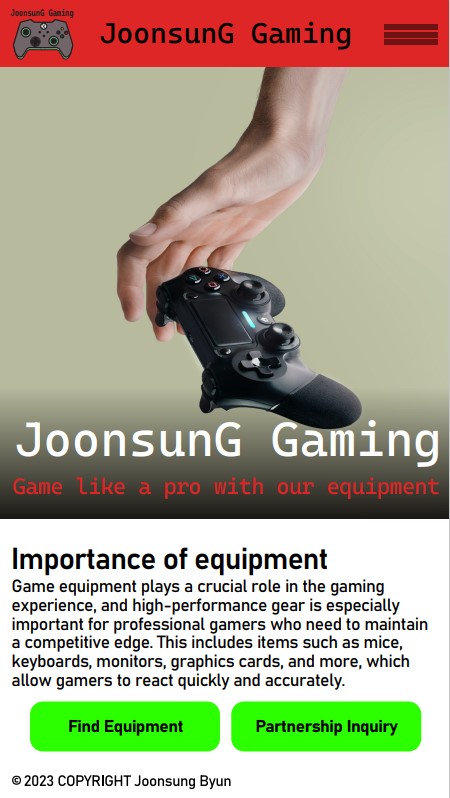 JoonsunG Gaming
JoonsunG Gaming
JoonsunG Gaming
Game like a pro with our equipment
Importance of equipment
Game equipment plays a crucial role in the gaming
experience, and high-performance gear is especially
important for professional gamers who need to maintain
a competitive edge. This includes items such as mice,
keyboards, monitors, graphics cards, and more, which
allow gamers to react quickly and accurately.
Find Equipment
Partnership Inquiry
© 2023 COPYRIGHT Joonsung Byun